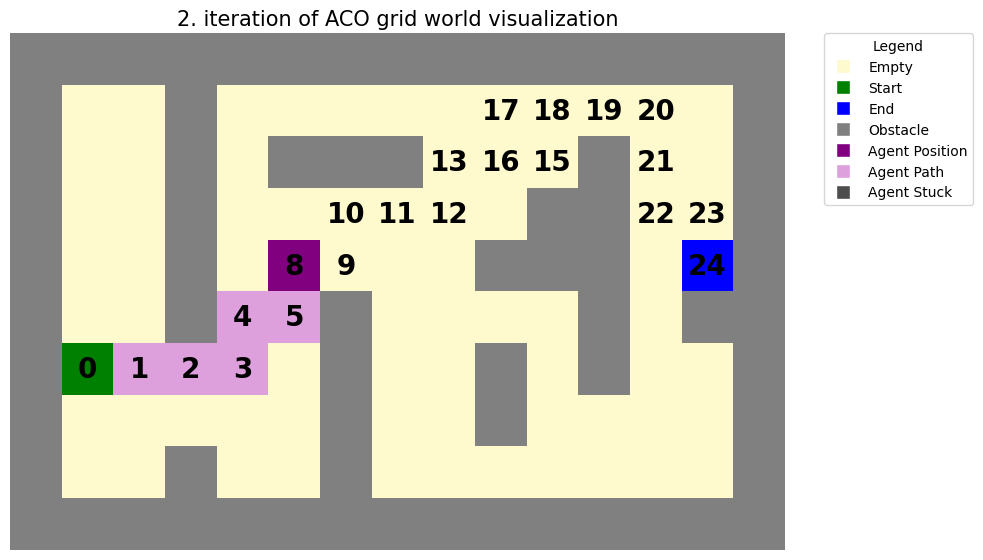 2. iteration of ACO grid world visualization
17 18 19 20
13 16 15 21
10 11 12 22 23
8 9 24
4 5
0 1 2 3
Legend
Empty
Start
End
Obstacle
Agent Position
Agent Path
Agent Stuck